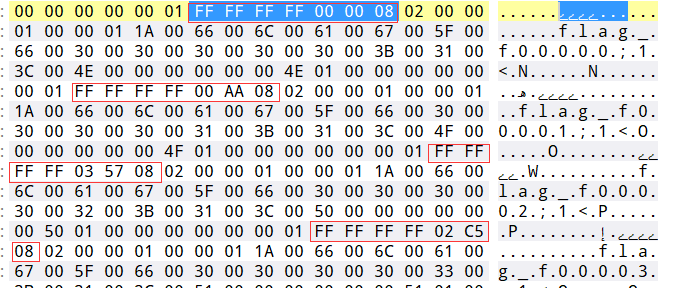 00 00 00 00 00 01 FF FF FF FF 00 00 08 02 00 00 ......
01 00 00 01 1A 00 66 00 6C 00 61 00 67 00 5F 00 ......f.l.a.g._.
66 00 30 00 30 00 30 00 30 00 30 00 3B 00 31 00 f.0.0.0.0.0.;.1.
3C 00 4E 00 00 00 00 00 00 4E 01 00 00 00 00 00 <.N......N......
00 01 FF FF FF FF 00 AA 08 02 00 00 01 00 00 01
1A 00 66 00 6C 00 61 00 67 00 5F 00 66 00 30 00 ..f.l.a.g._.f.0.
30 00 30 00 30 00 31 00 3B 00 31 00 3C 00 4F 00 0.0.0.1.;.1.<.O.
00 00 00 00 00 4F 01 00 00 00 00 00 00 01 FF FF .....O........
FF FF 03 57 08 02 00 00 01 00 00 01 1A 00 66 00 .W..........f.
6C 00 61 00 67 00 5F 00 66 00 30 00 30 00 30 00 l.a.g._.f.0.0.0.
30 00 32 00 3B 00 31 00 3C 00 50 00 00 00 00 00 0.2.;.1.<.P.....
00 50 01 00 00 00 00 00 00 01 FF FF FF FF 02 C5 .P........
08 02 00 00 01 00 00 01 1A 00 66 00 6C 00 61 00 ..........f.l.a.
67 00 5F 00 66 00 30 00 30 00 30 00 30 00 33 00 g._.f.0.0.0.0.3.